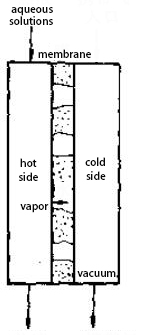 aqueous
solutions
membrane
hot
side
cold
side
vapor
vacuum